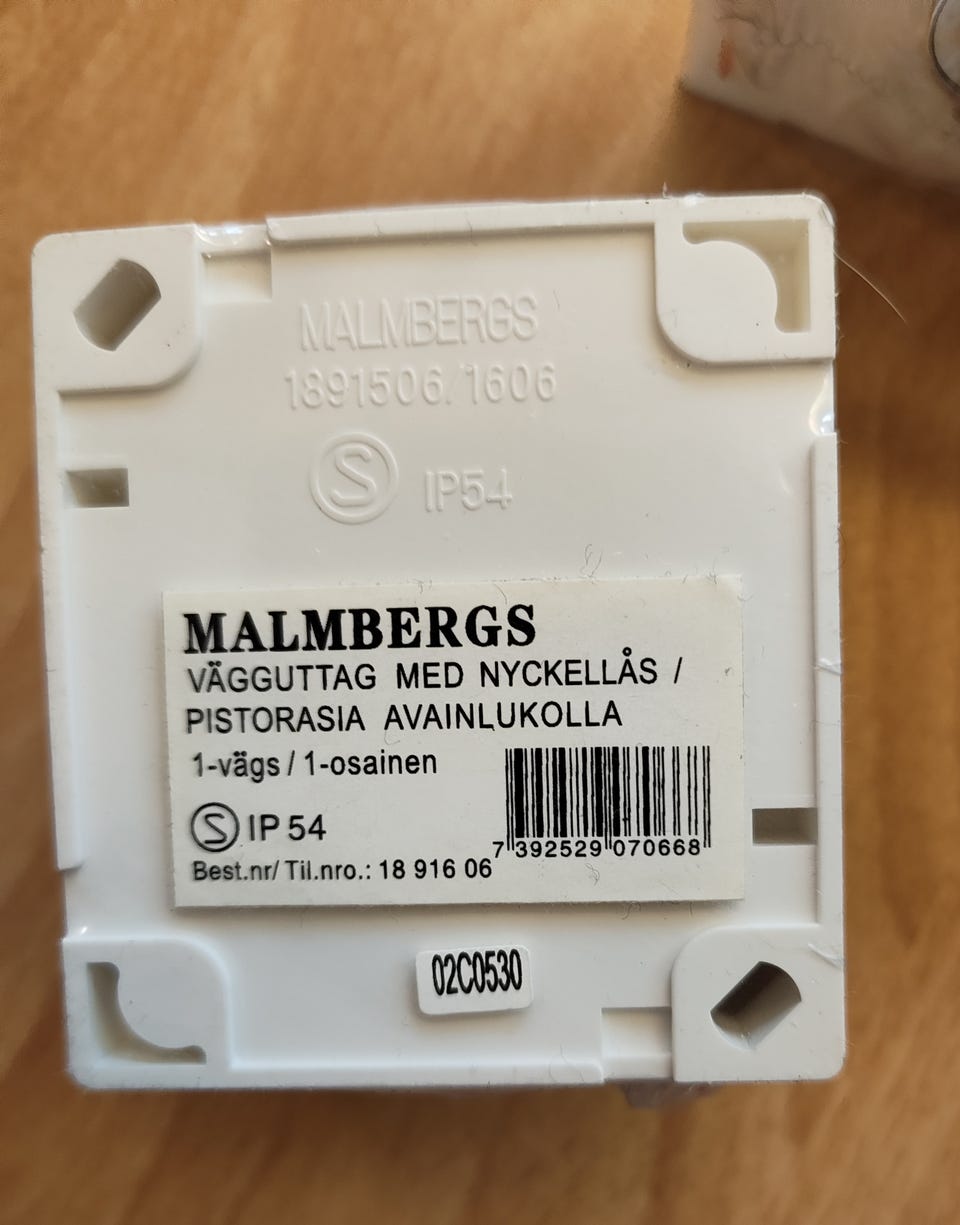 MALMBERGS
1891506/1606
S IP54
MALMBERGS
VÄGGUTTAG MED NYCKELLÅS /
PISTORASIA AVAINLUKOLLA
1-vägs / 1-osainen
S IP 54
7 392529 070668
Best.nr/ Til.nro.: 18 916 06
02C0530